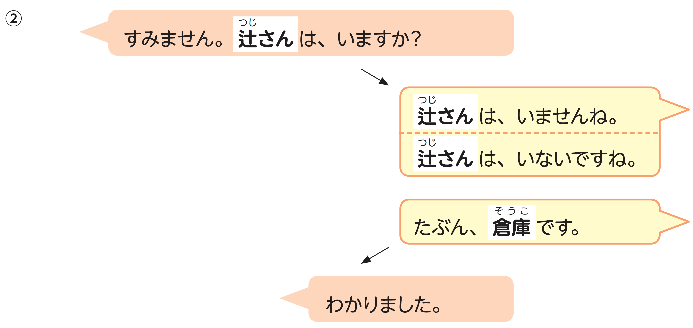 ②
すみません。辻さんは、いますか？
つじ
辻さんは、いませんね。
つじ
辻さんは、いないですね。
つじ
たぶん、倉庫です。
そうこ
わかりました。